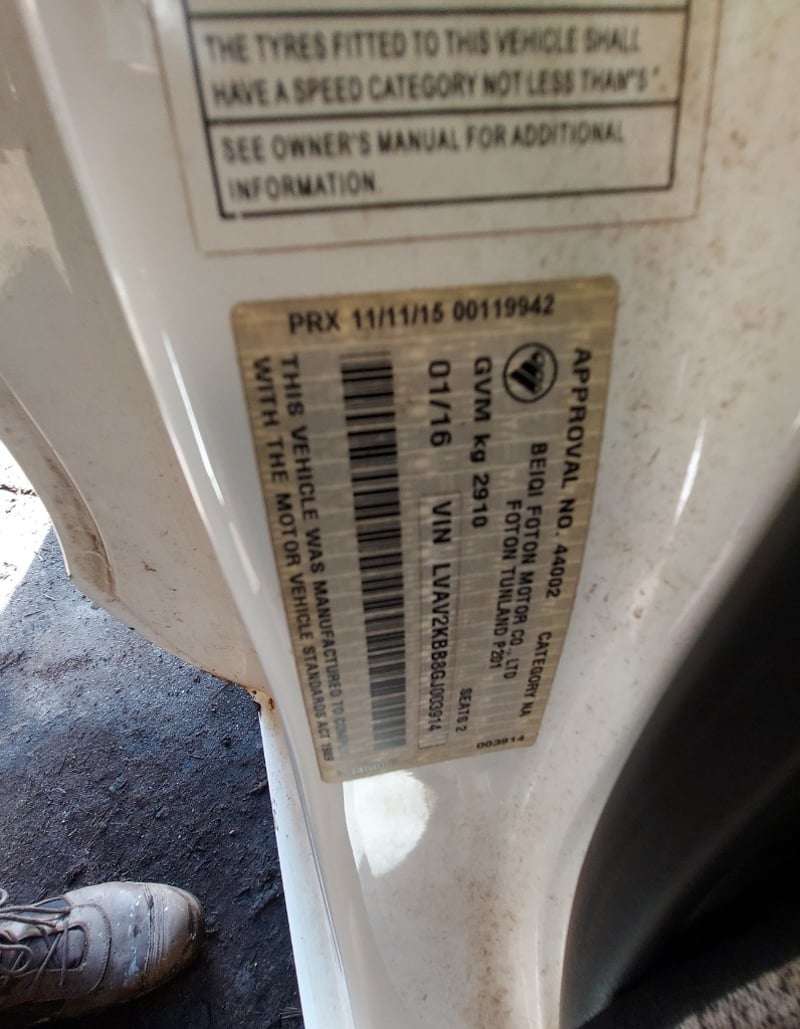 THE TYRES FITTED TO THIS VEHICLE SHALL
HAVE A SPEED CATEGORY NOT LESS THAN"S".
SEE OWNER'S MANUAL FOR ADDITIONAL
INFORMATION.
PRX 11/11/15 00119942
APPROVAL NO. 44002 CATEGORY NA
BEIQI FOTON MOTOR CO., LTD
FOTON TUNLAND P201
GVM kg 2910 SEATS 2
003914
01/16 VIN LVAV2KBB8GJ003914
THIS VEHICLE WAS MANUFACTURED TO
WITH THE MOTOR VEHICLE STANDARDS ACT 1989